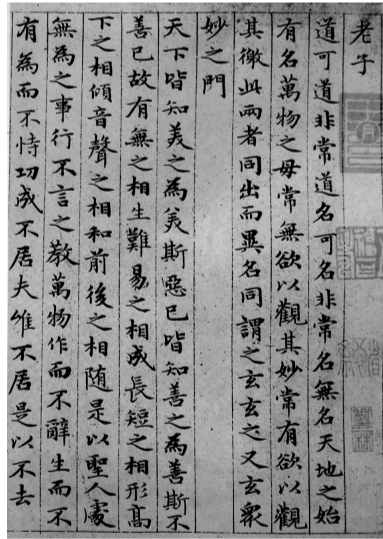 老子
道可道非常道名可名非常名無名天地之始
有名萬物之母常無欲以觀其妙常有欲以觀
其徼此兩者同出而異名同謂之玄玄之又玄衆
妙之門
天下皆知美之為美斯惡已皆知善之為善斯不
善已故有無之相生難易之相成長短之相形高
下之相傾音聲之相和前後之相随是以聖人處
無為之事行不言之教萬物作而不辭生而不
有為而不恃功成不居夫唯不居是以不去